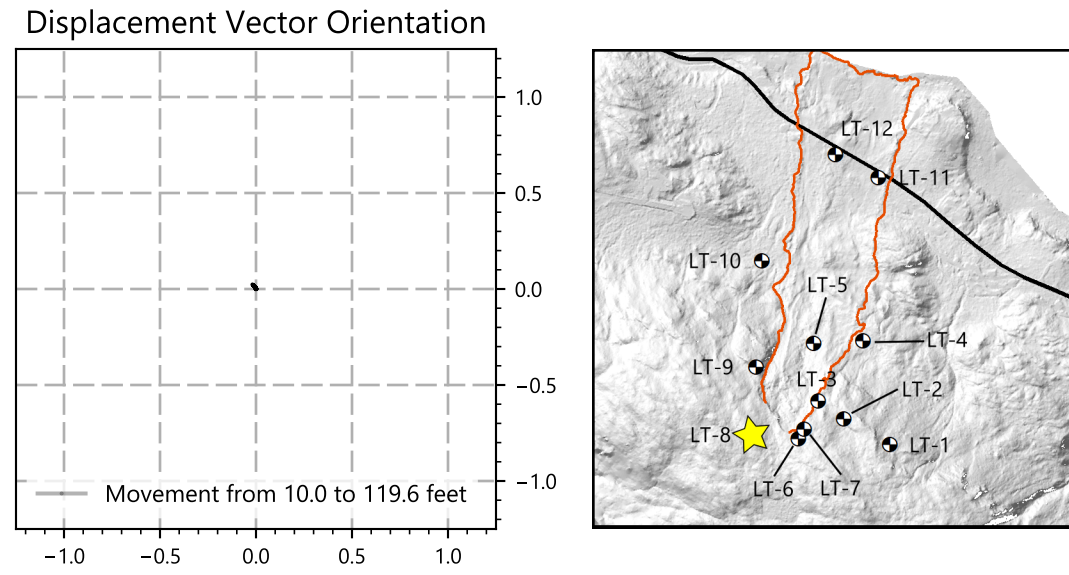 Displacement Vector Orientation
1.0
0.5
0.0
−0.5
−1.0
Movement from 10.0 to 119.6 feet
−1.0 −0.5 0.0 0.5 1.0
LT-12
LT-11
LT-10
LT-5
LT-4
LT-9
LT-3
LT-2
LT-8
LT-1
LT-6
LT-7